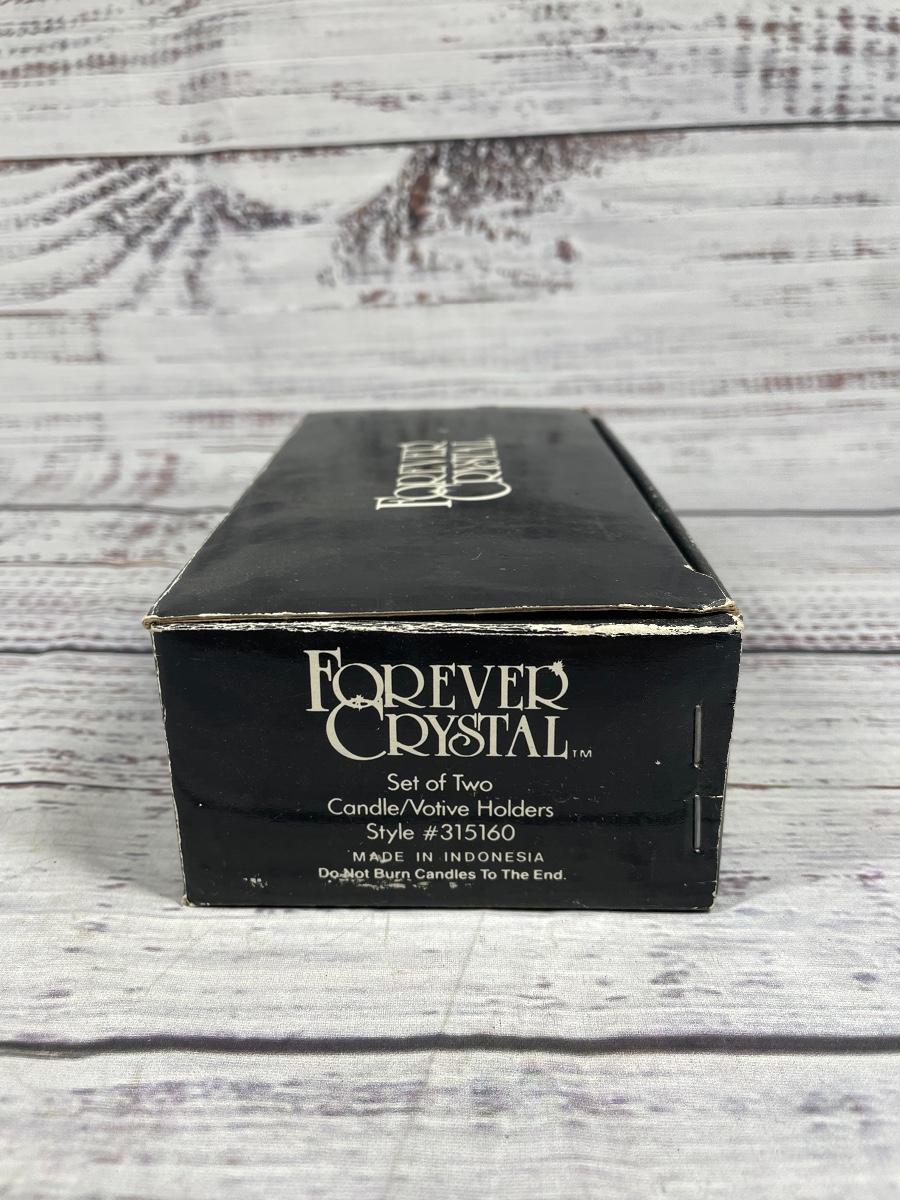 FOREVER
CRYSTAL
FOREVER
CRYSTAL™
Set of Two
Candle/Votive Holders
Style #315160
MADE IN INDONESIA
Do Not Burn Candles To The End.